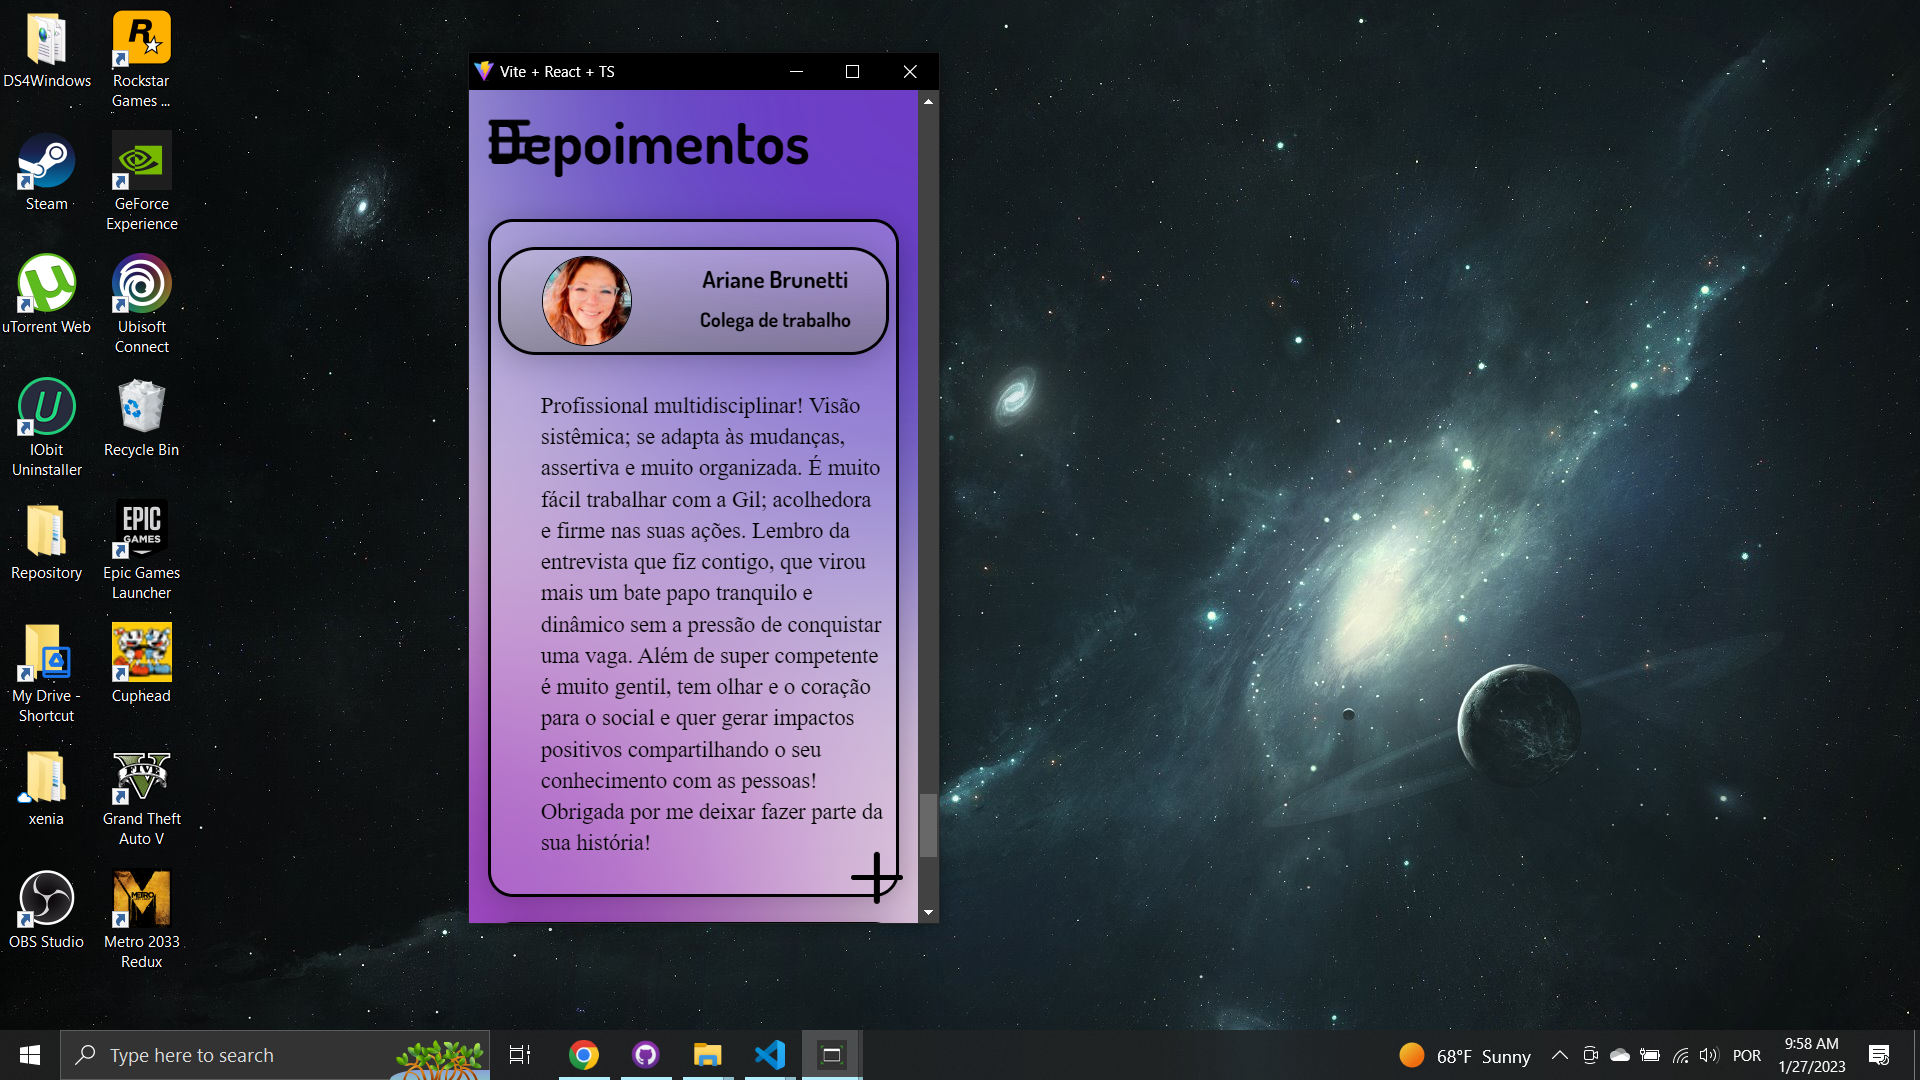 DS4Windows
Rockstar
Games ...
Steam
GeForce
Experience
uTorrent Web
Ubisoft
Connect
IObit
Uninstaller
Recycle Bin
Repository
EPIC
GAMES
Epic Games
Launcher
My Drive -
Shortcut
Cuphead
xenia
FIVE
Grand Theft
Auto V
OBS Studio
METRO
Metro 2033
Redux
Vite + React + TS
Depoimentos
Ariane Brunetti
Colega de trabalho
Profissional multidisciplinar! Visão
sistêmica; se adapta às mudanças,
assertiva e muito organizada. É muito
fácil trabalhar com a Gil; acolhedora
e firme nas suas ações. Lembro da
entrevista que fiz contigo, que virou
mais um bate papo tranquilo e
dinâmico sem a pressão de conquistar
uma vaga. Além de super competente
é muito gentil, tem olhar e o coração
para o social e quer gerar impactos
positivos compartilhando o seu
conhecimento com as pessoas!
Obrigada por me deixar fazer parte da
sua história!
Type here to search
68°F Sunny
POR
9:58 AM
1/27/2023